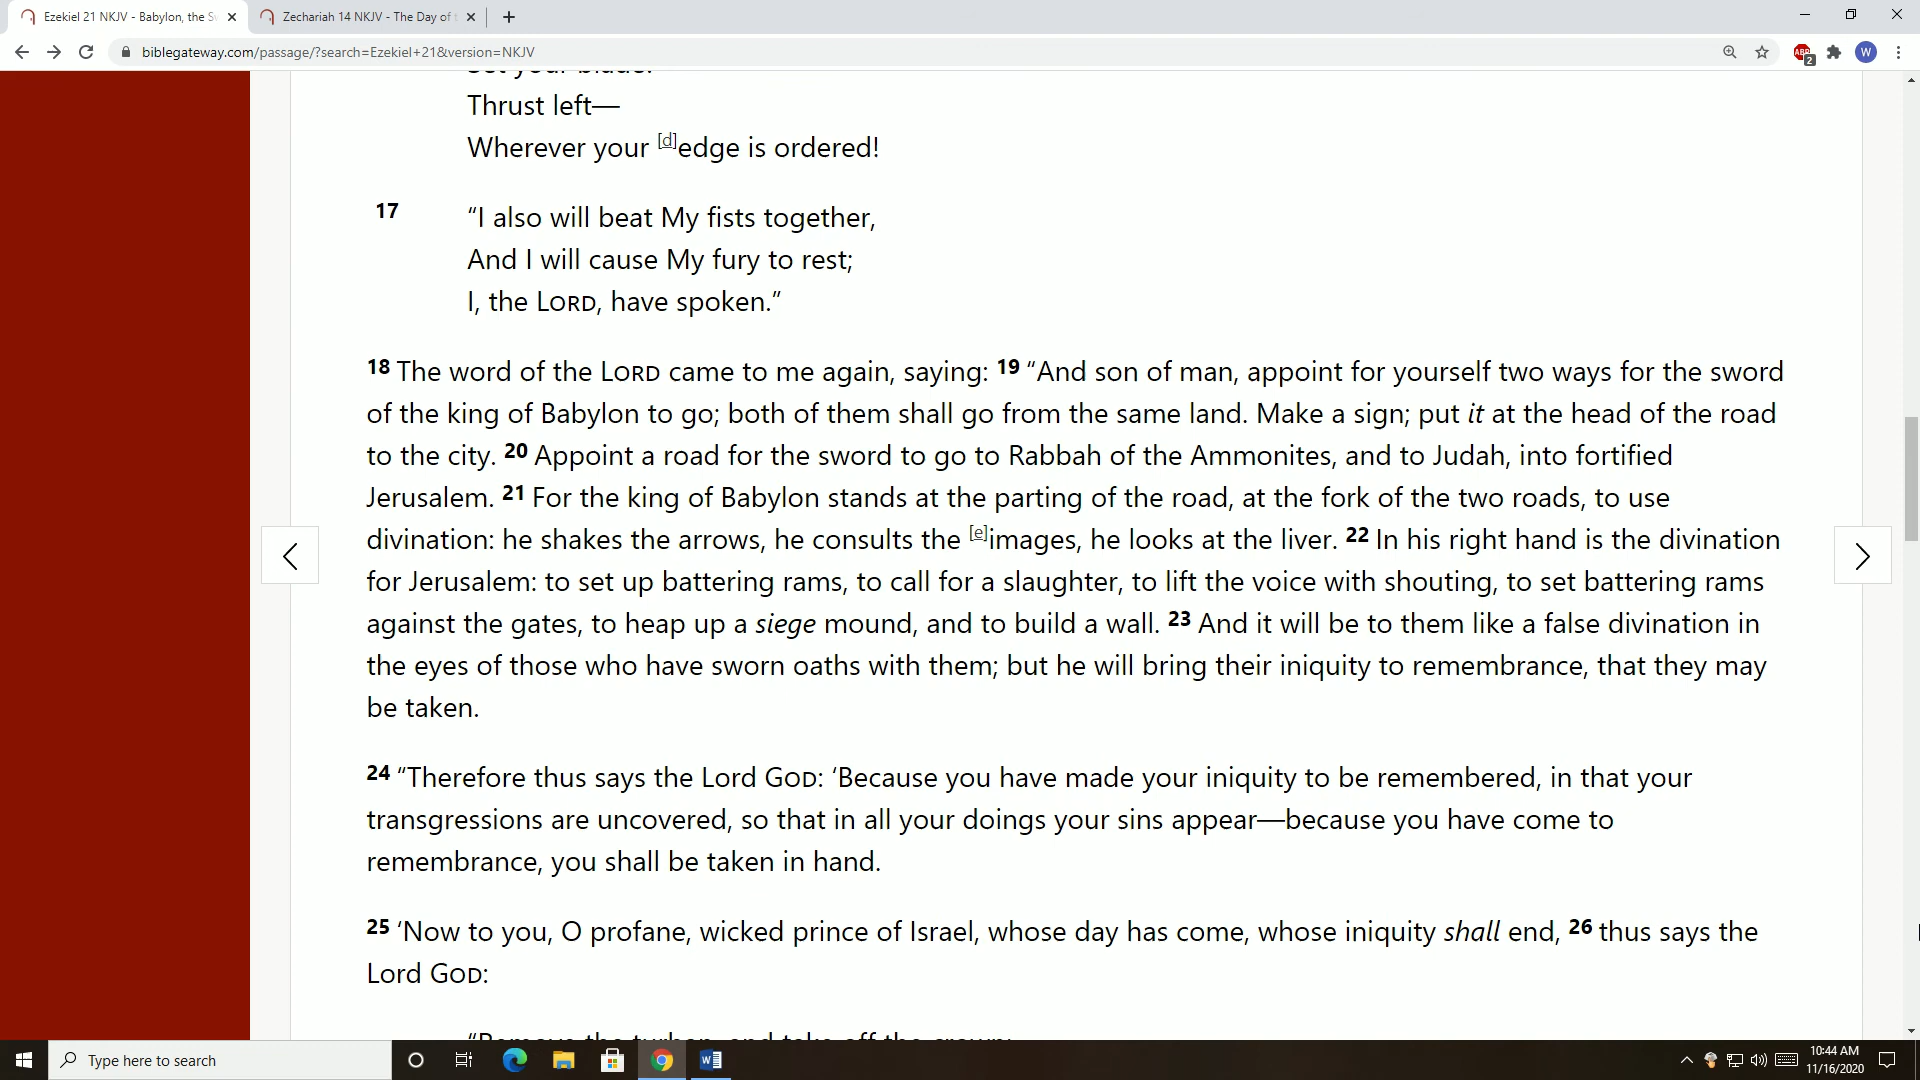 Ezekiel 21 NKJV - Babylon, the S
Zechariah 14 NKJV - The Day of t
biblegateway.com/passage/?search=Ezekiel+21&version=NKJV
ABP
2
W
Set your blade!
Thrust left—
Wherever your [d]edge is ordered!
17 “I also will beat My fists together,
And I will cause My fury to rest;
I, the LORD, have spoken.”
18 The word of the LORD came to me again, saying: 19 “And son of man, appoint for yourself two ways for the sword
of the king of Babylon to go; both of them shall go from the same land. Make a sign; put it at the head of the road
to the city. 20 Appoint a road for the sword to go to Rabbah of the Ammonites, and to Judah, into fortified
Jerusalem. 21 For the king of Babylon stands at the parting of the road, at the fork of the two roads, to use
divination: he shakes the arrows, he consults the [e]images, he looks at the liver. 22 In his right hand is the divination
for Jerusalem: to set up battering rams, to call for a slaughter, to lift the voice with shouting, to set battering rams
against the gates, to heap up a siege mound, and to build a wall. 23 And it will be to them like a false divination in
the eyes of those who have sworn oaths with them; but he will bring their iniquity to remembrance, that they may
be taken.
24 “Therefore thus says the Lord GOD: ‘Because you have made your iniquity to be remembered, in that your
transgressions are uncovered, so that in all your doings your sins appear—because you have come to
remembrance, you shall be taken in hand.
25 ‘Now to you, O profane, wicked prince of Israel, whose day has come, whose iniquity shall end, 26 thus says the
Lord GOD:
“Remove the turban, and take off the crown;
Type here to search
W
10:44 AM
11/16/2020